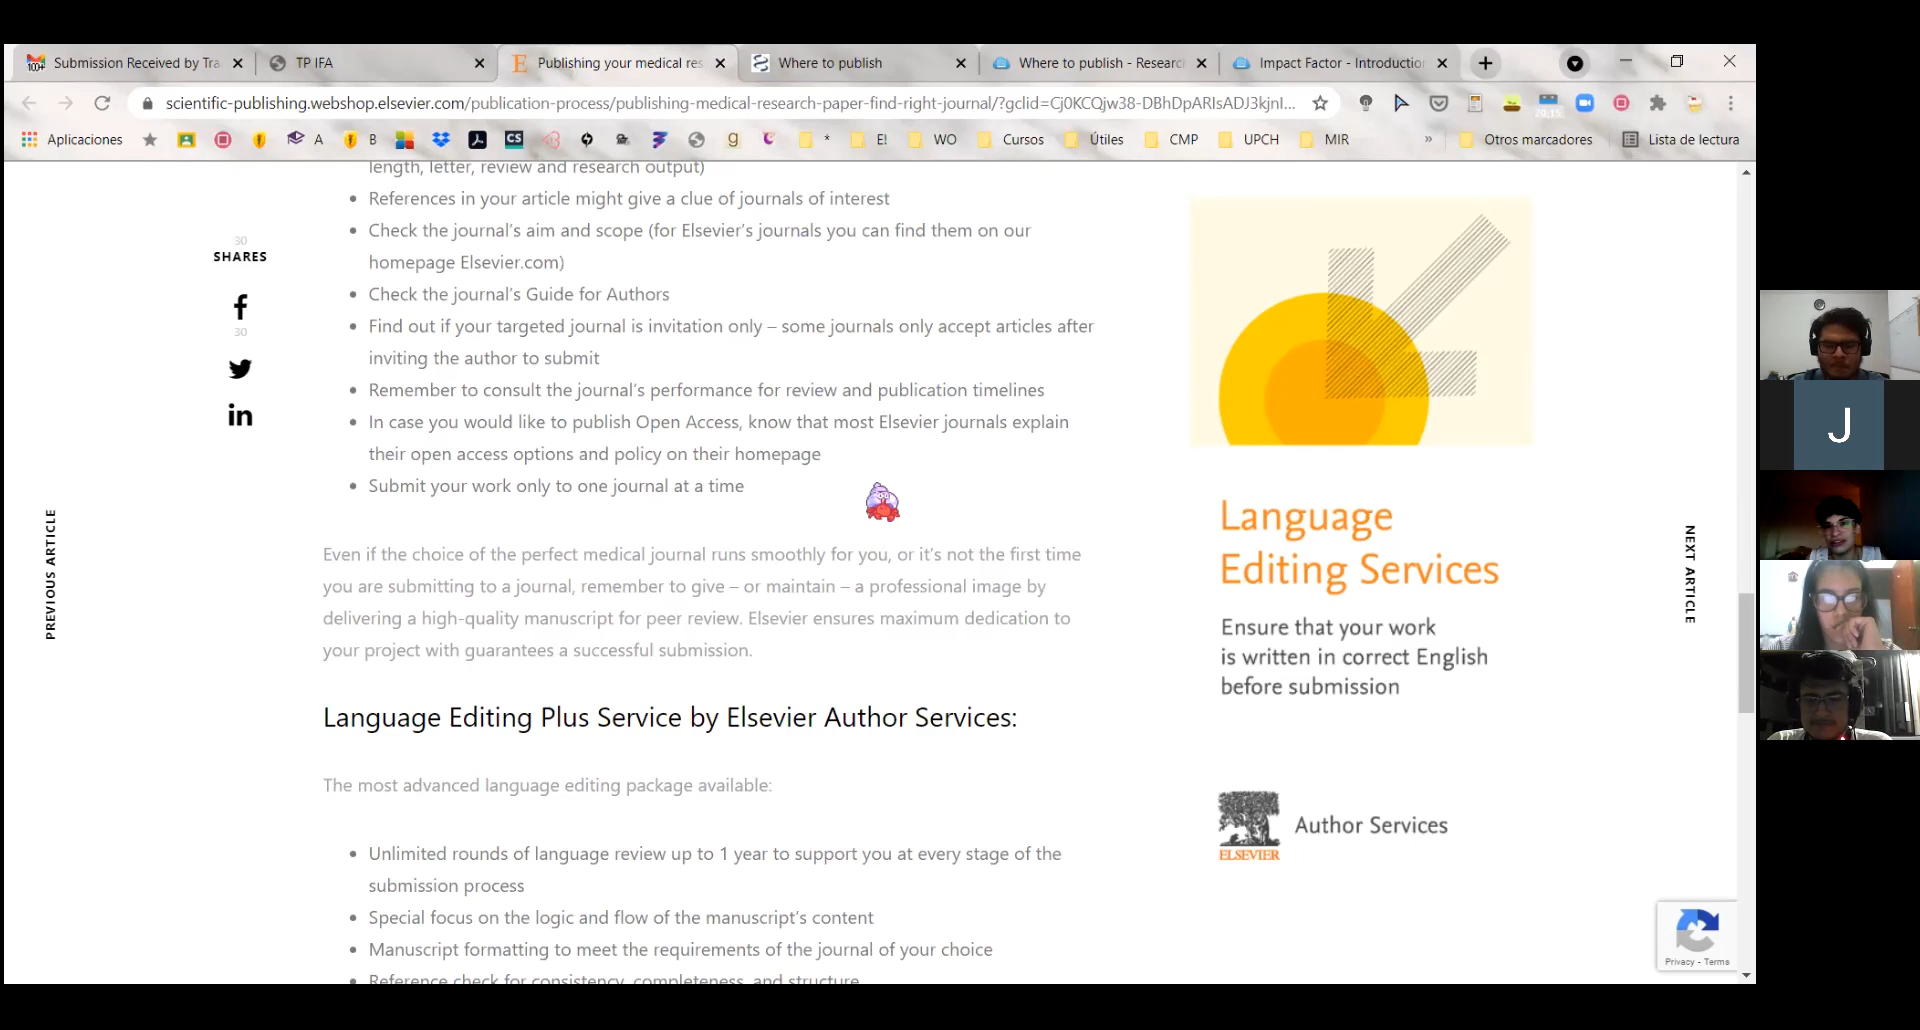 Submission Received by Tra
TP IFA
Publishing your medical res
Where to publish
Where to publish - Researc
Impact Factor - Introduction
scientific-publishing.webshop.elsevier.com/publication-process/publishing-medical-research-paper-find-right-journal/?gclid=Cj0KCQjw38-DBhDpARIsADJ3kjnI...
Aplicaciones
A
B
CS
g
*
E!
WO
Cursos
Útiles
CMP
UPCH
MIR
»
Otros marcadores
Lista de lectura
length, letter, review and research output)
• References in your article might give a clue of journals of interest
• Check the journal's aim and scope (for Elsevier's journals you can find them on our
homepage Elsevier.com)
• Check the journal's Guide for Authors
• Find out if your targeted journal is invitation only – some journals only accept articles after
inviting the author to submit
• Remember to consult the journal's performance for review and publication timelines
• In case you would like to publish Open Access, know that most Elsevier journals explain
their open access options and policy on their homepage
• Submit your work only to one journal at a time
Even if the choice of the perfect medical journal runs smoothly for you, or it's not the first time
you are submitting to a journal, remember to give – or maintain – a professional image by
delivering a high-quality manuscript for peer review. Elsevier ensures maximum dedication to
your project with guarantees a successful submission.
Language Editing Plus Service by Elsevier Author Services:
The most advanced language editing package available:
• Unlimited rounds of language review up to 1 year to support you at every stage of the
submission process
• Special focus on the logic and flow of the manuscript's content
• Manuscript formatting to meet the requirements of the journal of your choice
• Reference check for consistency, completeness, and structure
30
SHARES
30
PREVIOUS ARTICLE
NEXT ARTICLE
Language
Editing Services
Ensure that your work
is written in correct English
before submission
ELSEVIER
Author Services
Privacy - Terms
J